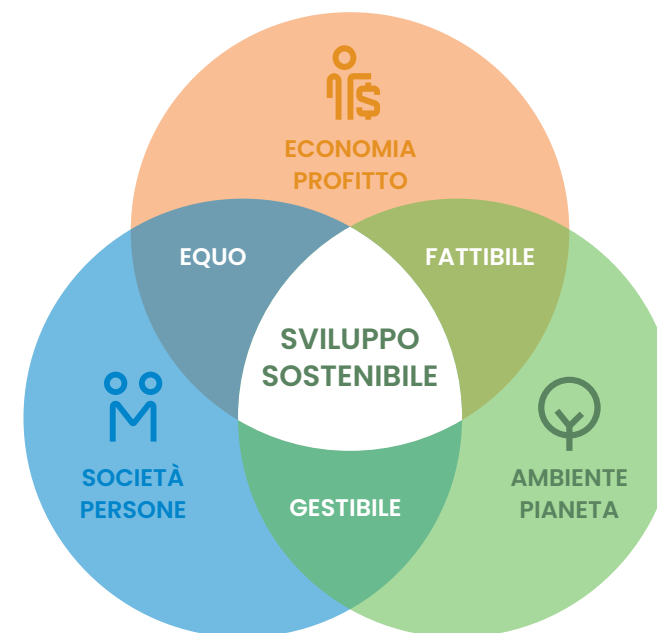 ECONOMIA
PROFITTO
EQUO
FATTIBILE
SVILUPPO
SOSTENIBILE
SOCIETÀ
PERSONE
AMBIENTE
PIANETA
GESTIBILE